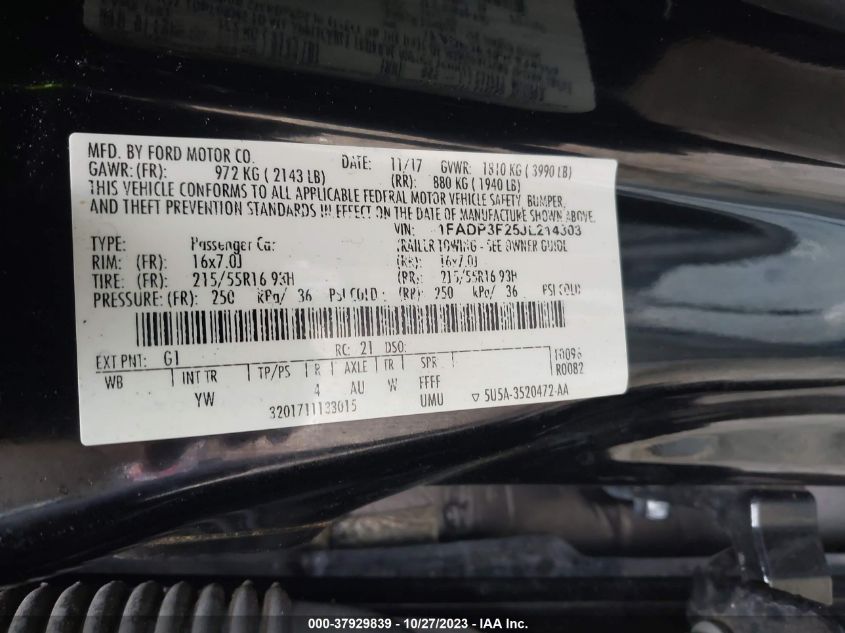 MFD. BY FORD MOTOR CO.
DATE: 11/17 GVWR: 1810 KG ( 3990 LB)
GAWR: (FR): 972 KG ( 2143 LB) (RR): 880 KG ( 1940 LB)
THIS VEHICLE CONFORMS TO ALL APPLICABLE FEDERAL MOTOR VEHICLE SAFETY, BUMPER,
AND THEFT PREVENTION STANDARDS IN EFFECT ON THE DATE OF MANUFACTURE SHOWN ABOVE.
VIN: 1FADP3F25JL214303
TYPE: Passenger Car TRAILER TOWING - SEE OWNER GUIDE
RIM: (FR): 16x7.0J (RR): 16x7.0J
TIRE: (FR): 215/55R16 93H (RR): 215/55R16 93H
PRESSURE: (FR) 250 kPa/ 36 PSI COLD (RR) 250 kPa/ 36 PSI COLD
EXT PNT: G1 RC: 21 DSO: 10096
WB INT TR TP/PS R AXLE TR SPR R0082
YW 4 AU W FFFF
3201711133015 UMU ▽ 5U5A-3520472-AA
000-37929839 - 10/27/2023 - IAA Inc.